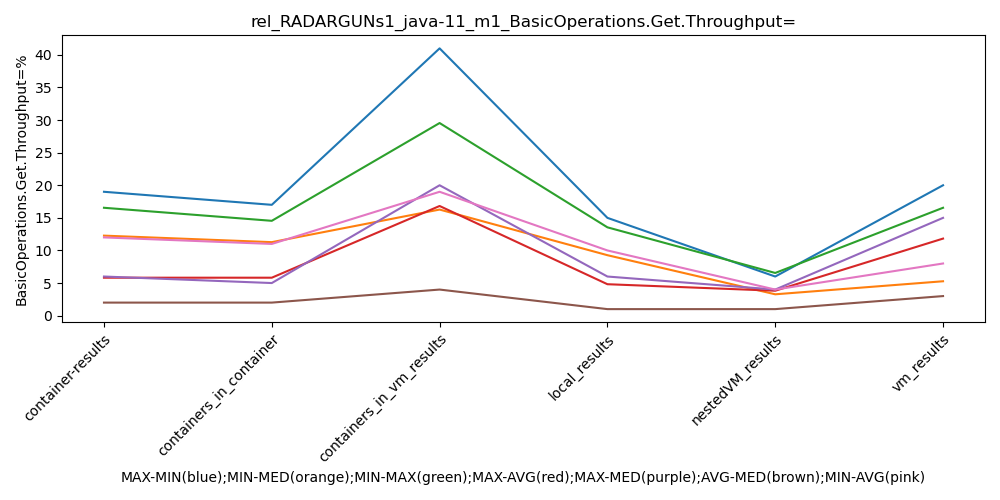 rel_RADARGUNs1_java-11_m1_BasicOperations.Get.Throughput=
BasicOperations.Get.Throughput=%
40
35
30
25
20
15
10
5
0
container-results
containers_in_container
containers_in_vm_results
local_results
nestedVM_results
vm_results
MAX-MIN(blue);MIN-MED(orange);MIN-MAX(green);MAX-AVG(red);MAX-MED(purple);AVG-MED(brown);MIN-AVG(pink)